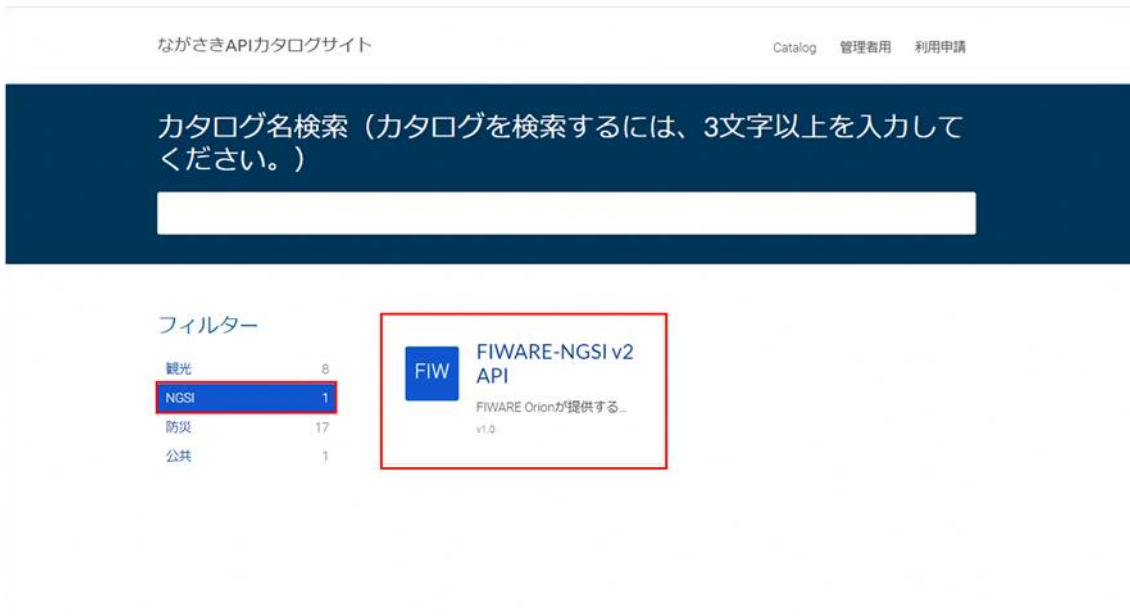 ながさきAPIカタログサイト
Catalog 管理者用 利用申請
カタログ名検索（カタログを検索するには、3文字以上を入力して
ください。）
フィルター
観光 8
NGSI 1
防災 17
公共 1
FIW
FIWARE-NGSI v2
API
FIWARE Orionが提供する...
v1.0